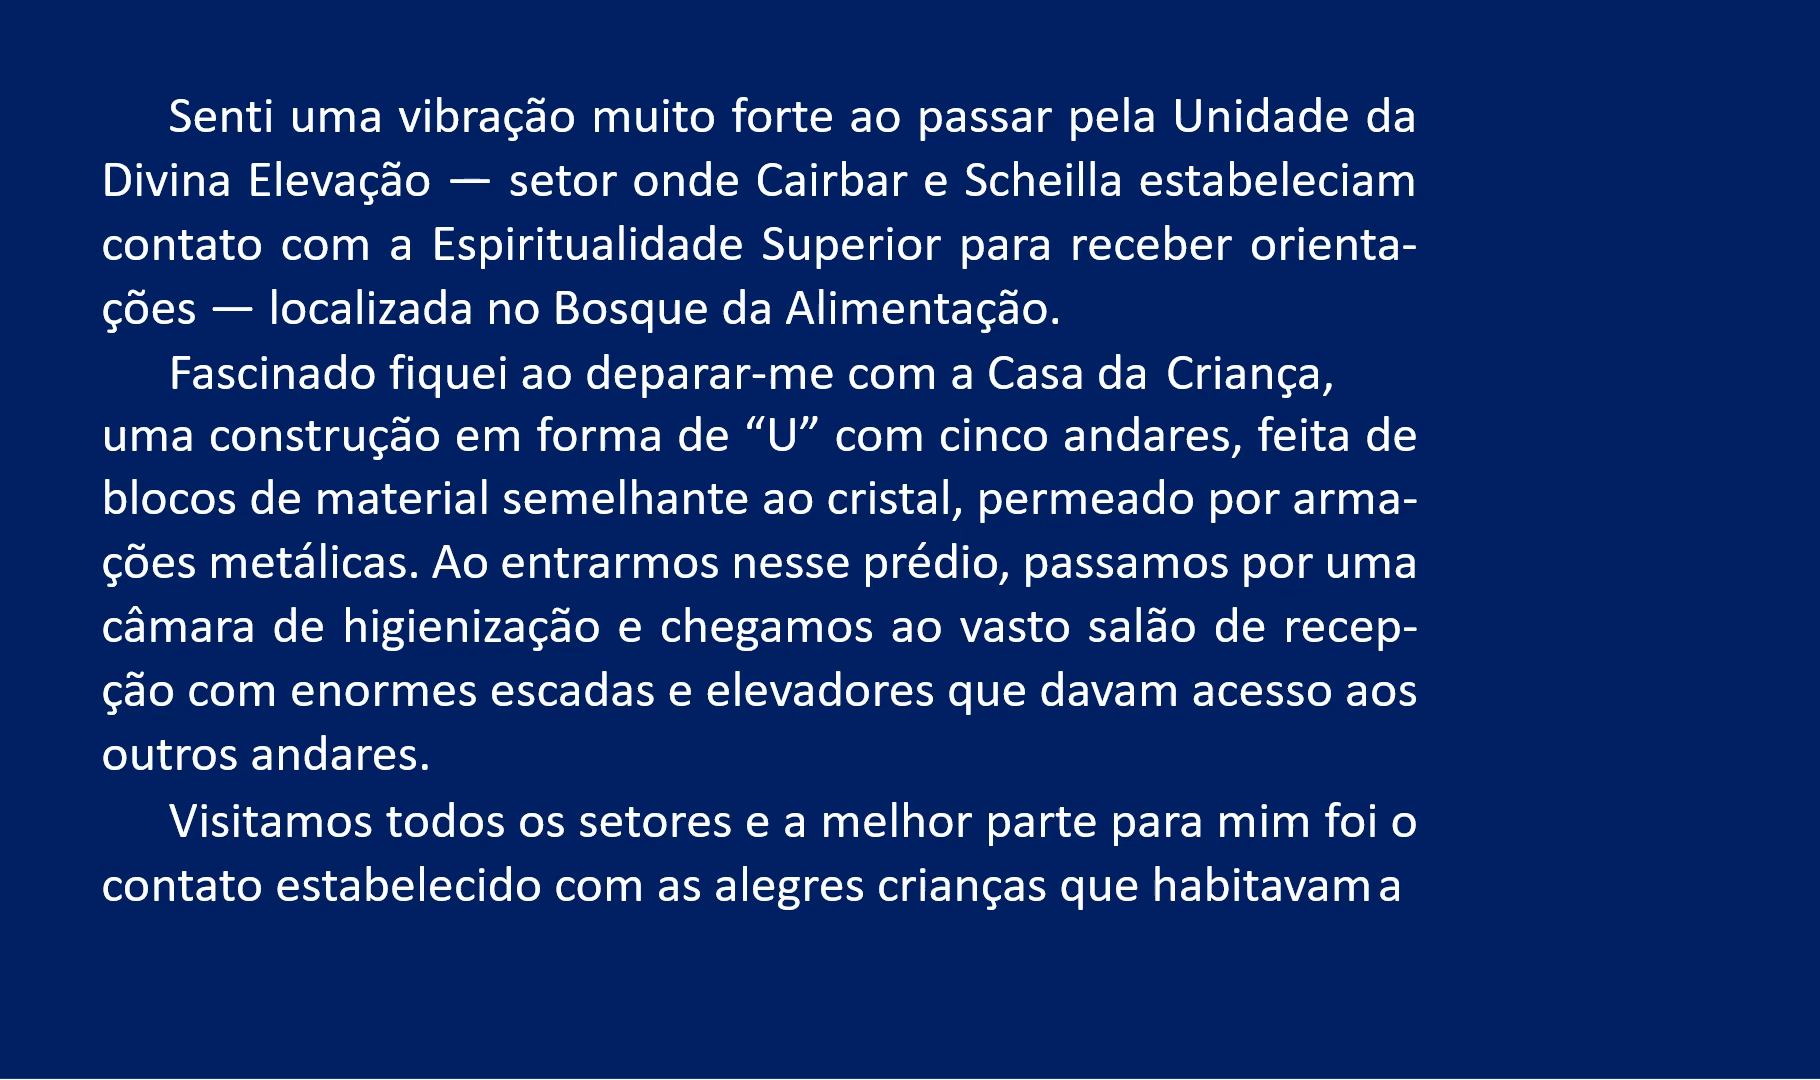 Senti uma vibração muito forte ao passar pela Unidade da
Divina Elevação — setor onde Cairbar e Scheilla estabeleciam
contato com a Espiritualidade Superior para receber orienta-
ções — localizada no Bosque da Alimentação.
Fascinado fiquei ao deparar-me com a Casa da Criança,
uma construção em forma de “U” com cinco andares, feita de
blocos de material semelhante ao cristal, permeado por arma-
ções metálicas. Ao entrarmos nesse prédio, passamos por uma
câmara de higienização e chegamos ao vasto salão de recep-
ção com enormes escadas e elevadores que davam acesso aos
outros andares.
Visitamos todos os setores e a melhor parte para mim foi o
contato estabelecido com as alegres crianças que habitavam a